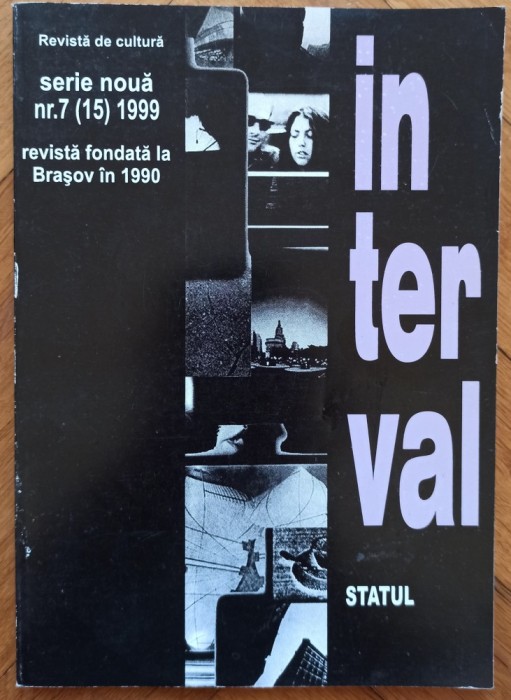 Revistă de cultură
serie nouă
nr.7 (15) 1999
revistă fondată la
Braşov în 1990
in
ter
val
STATUL